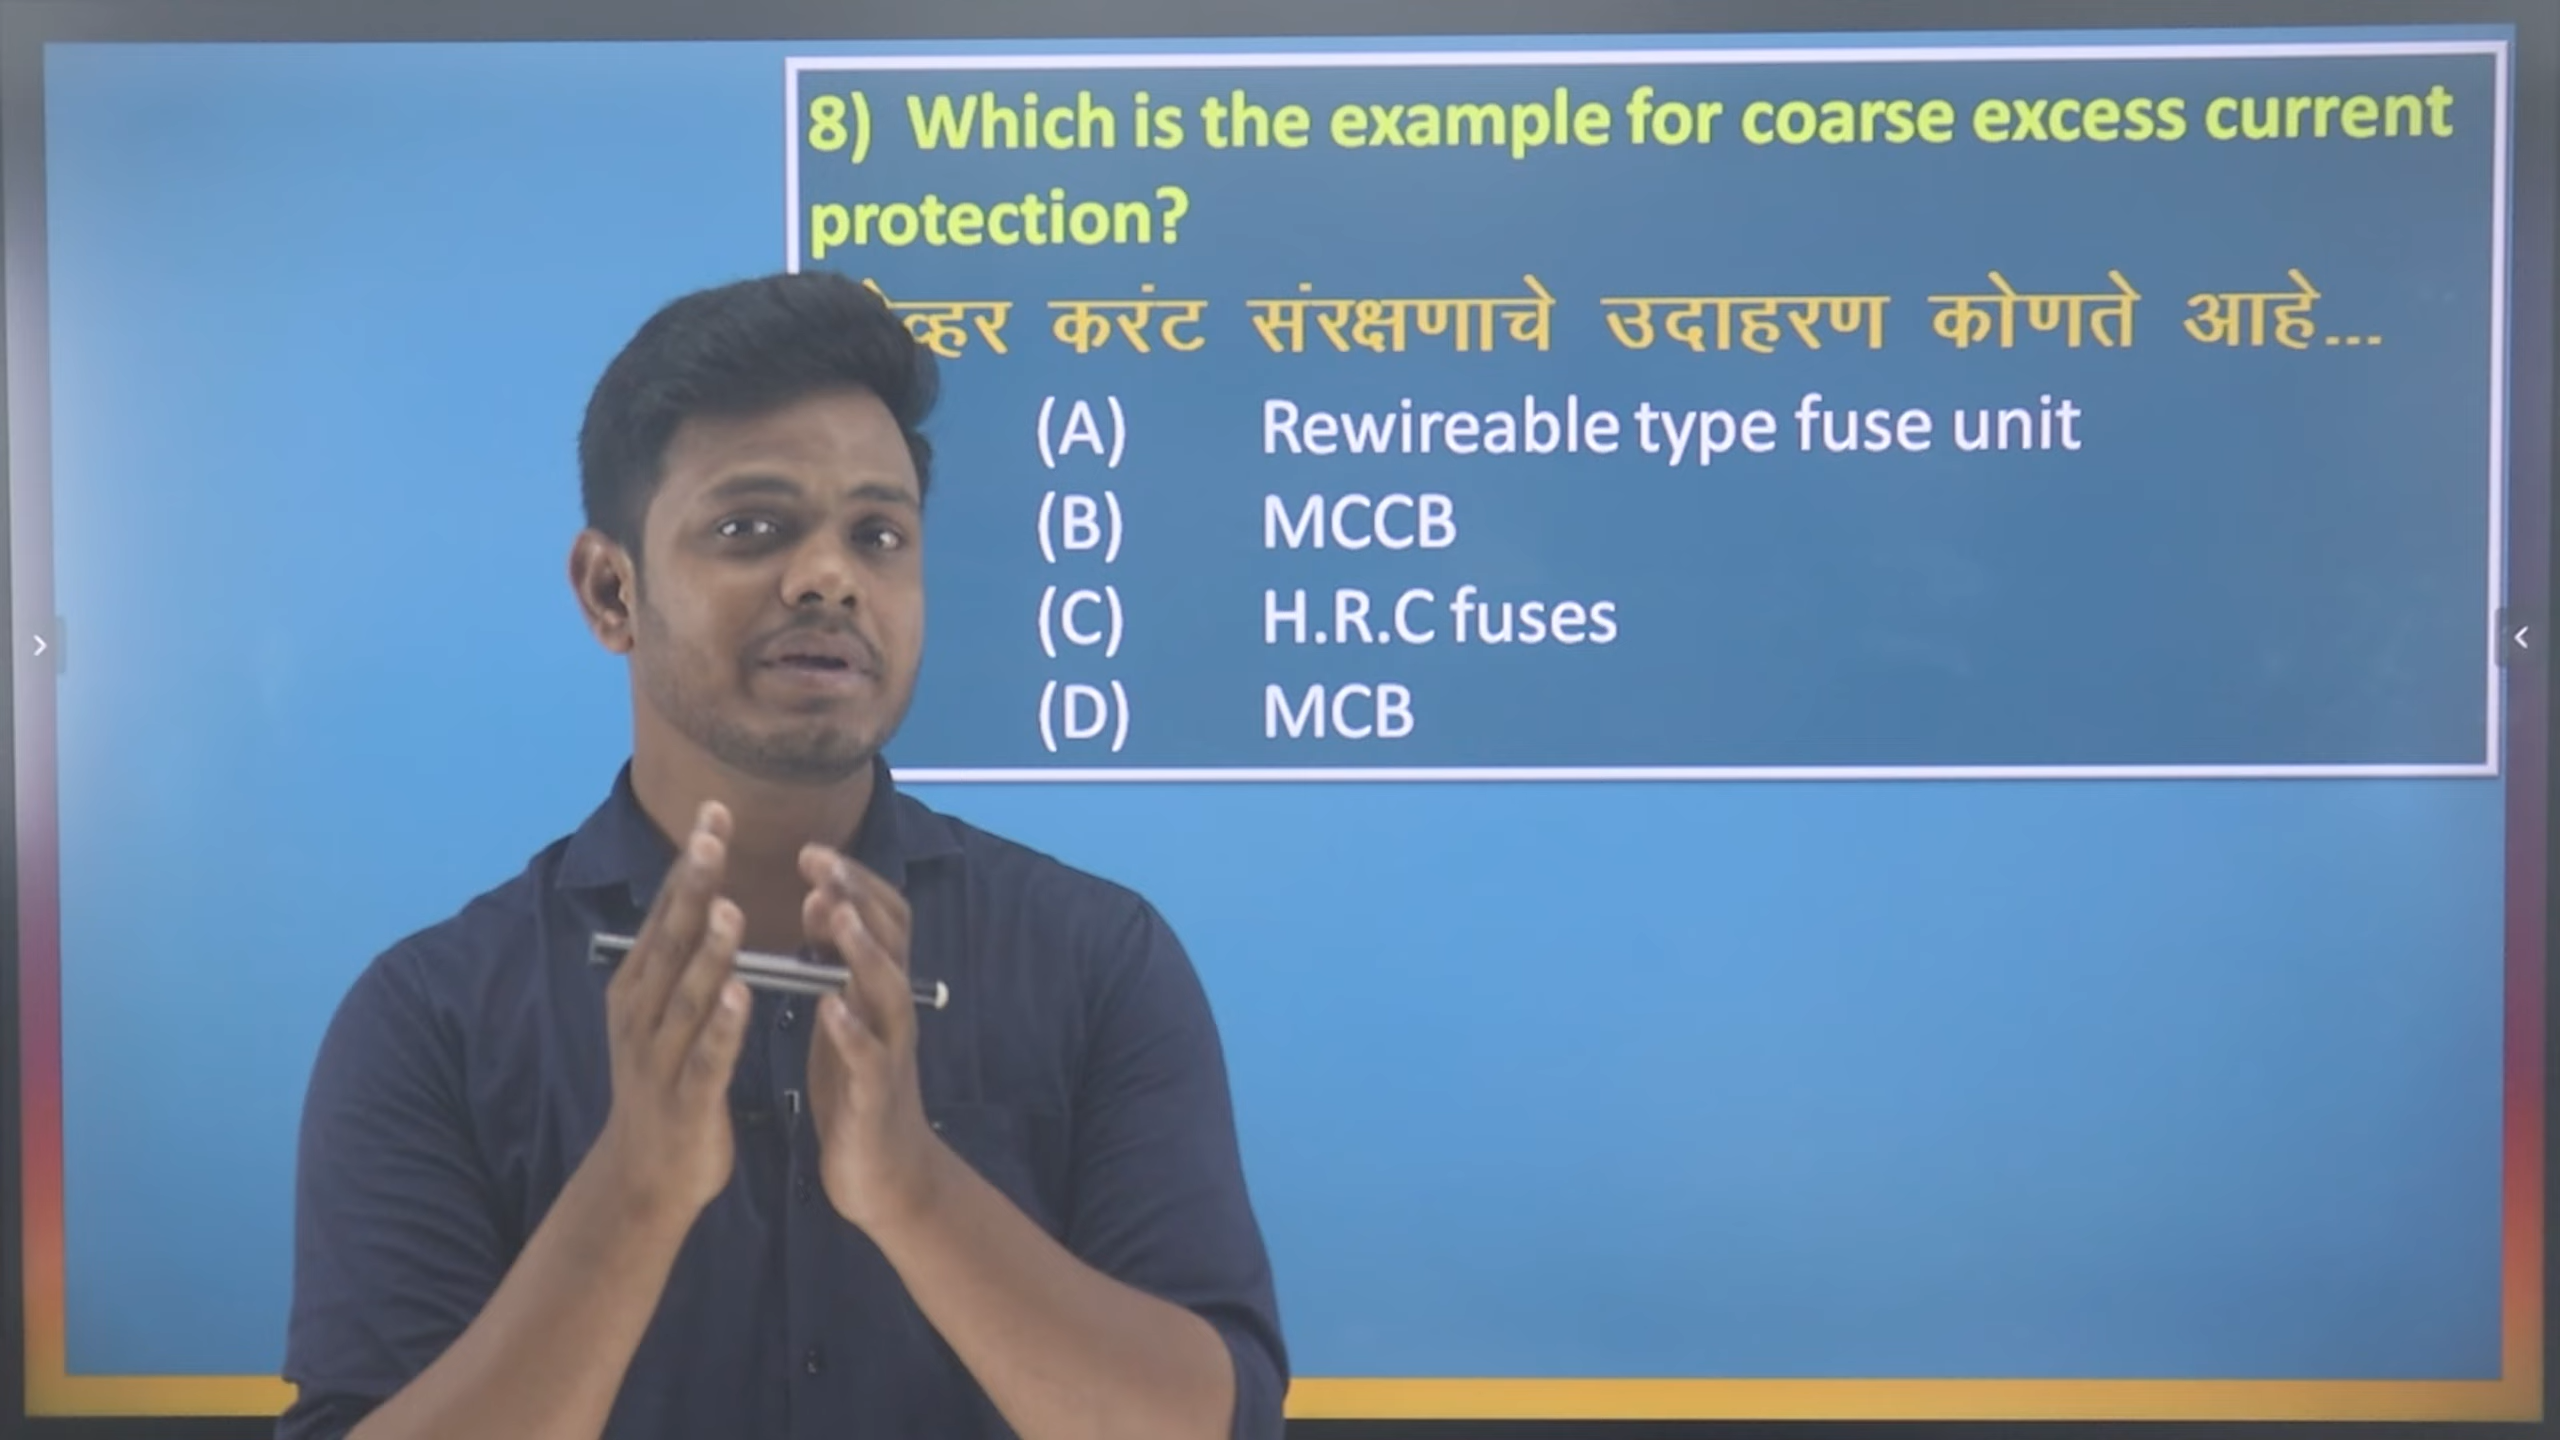 8) Which is the example for coarse excess current
protection?
करंट संरक्षणाचे उदाहरण कोणते आहे...
(A) Rewireable type fuse unit
(B) MCCB
(C) H.R.C fuses
(D) MCB